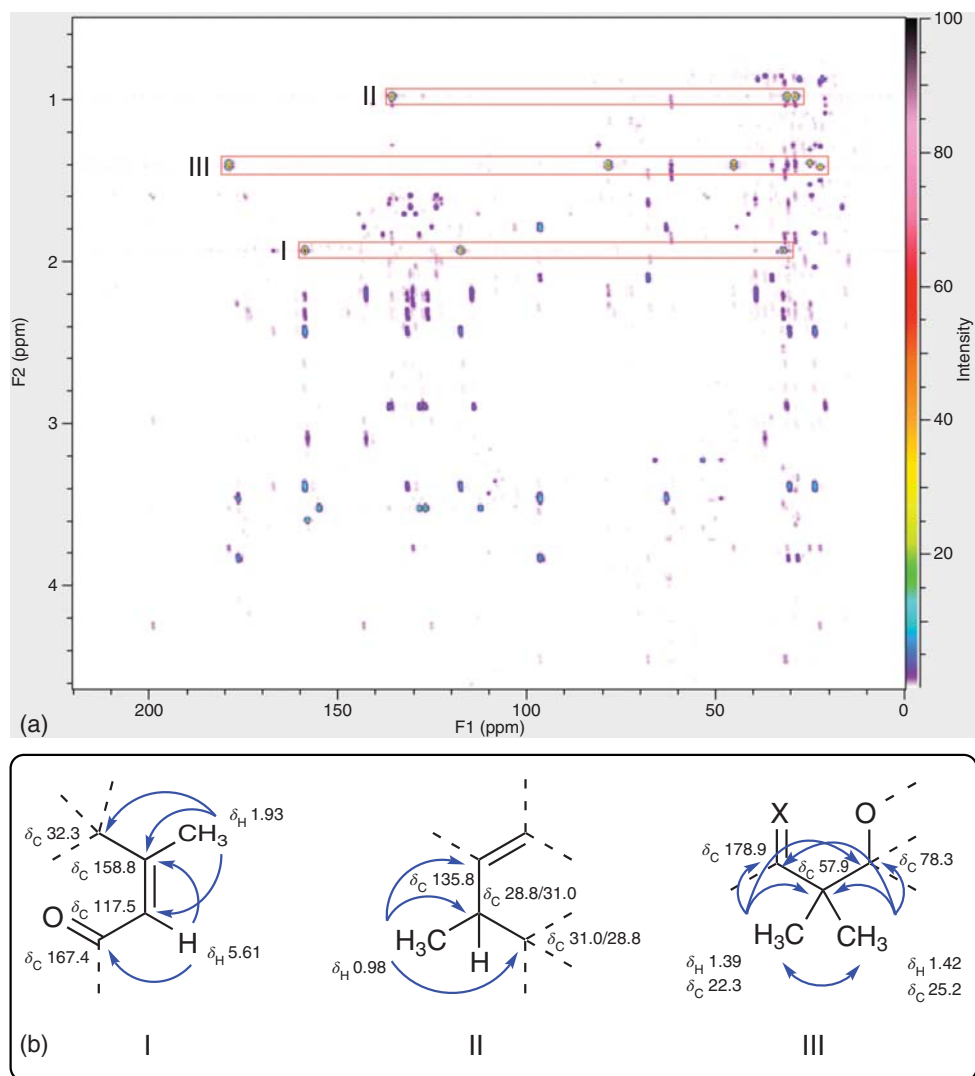 100
80
60
40
20
Intensity
II
III
I
1
2
3
4
F2 (ppm)
200
150
100
50
0
F1 (ppm)
(a)
δC 32.3
CH3
δH 1.93
δC 158.8
δC 117.5
O
H
δH 5.61
δC 167.4
I
δC 135.8
δC 28.8/31.0
H3C
H
δC 31.0/28.8
δH 0.98
II
X
O
δC 178.9
δC 57.9
δC 78.3
H3C
CH3
δH 1.39
δC 22.3
δH 1.42
δC 25.2
III
(b)